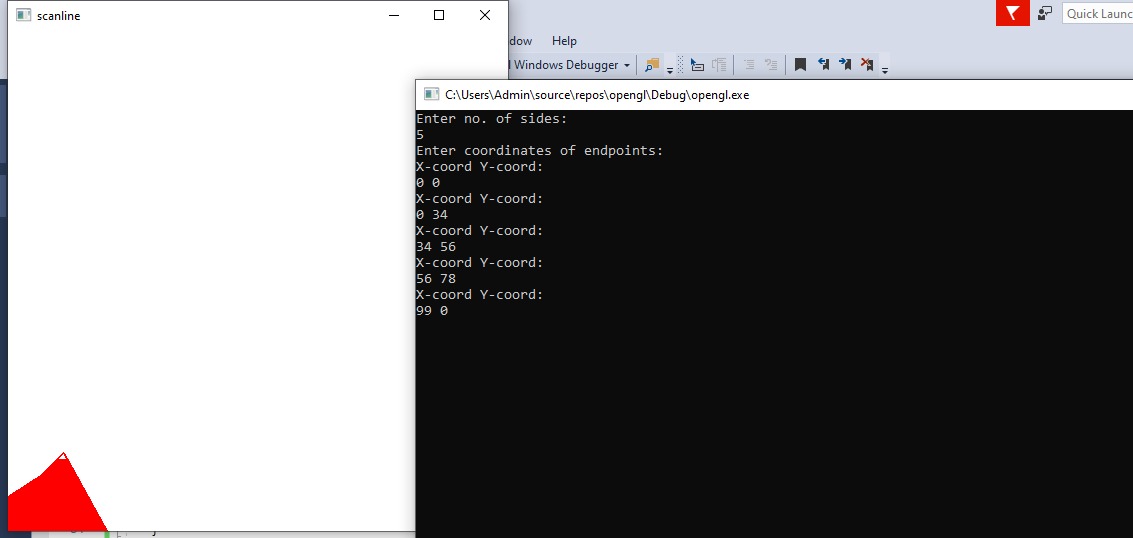 scanline
Quick Launc
dow Help
Windows Debugger
C:\Users\Admin\source\repos\opengl\Debug\opengl.exe
Enter no. of sides:
5
Enter coordinates of endpoints:
X-coord Y-coord:
0 0
X-coord Y-coord:
0 34
X-coord Y-coord:
34 56
X-coord Y-coord:
56 78
X-coord Y-coord:
99 0